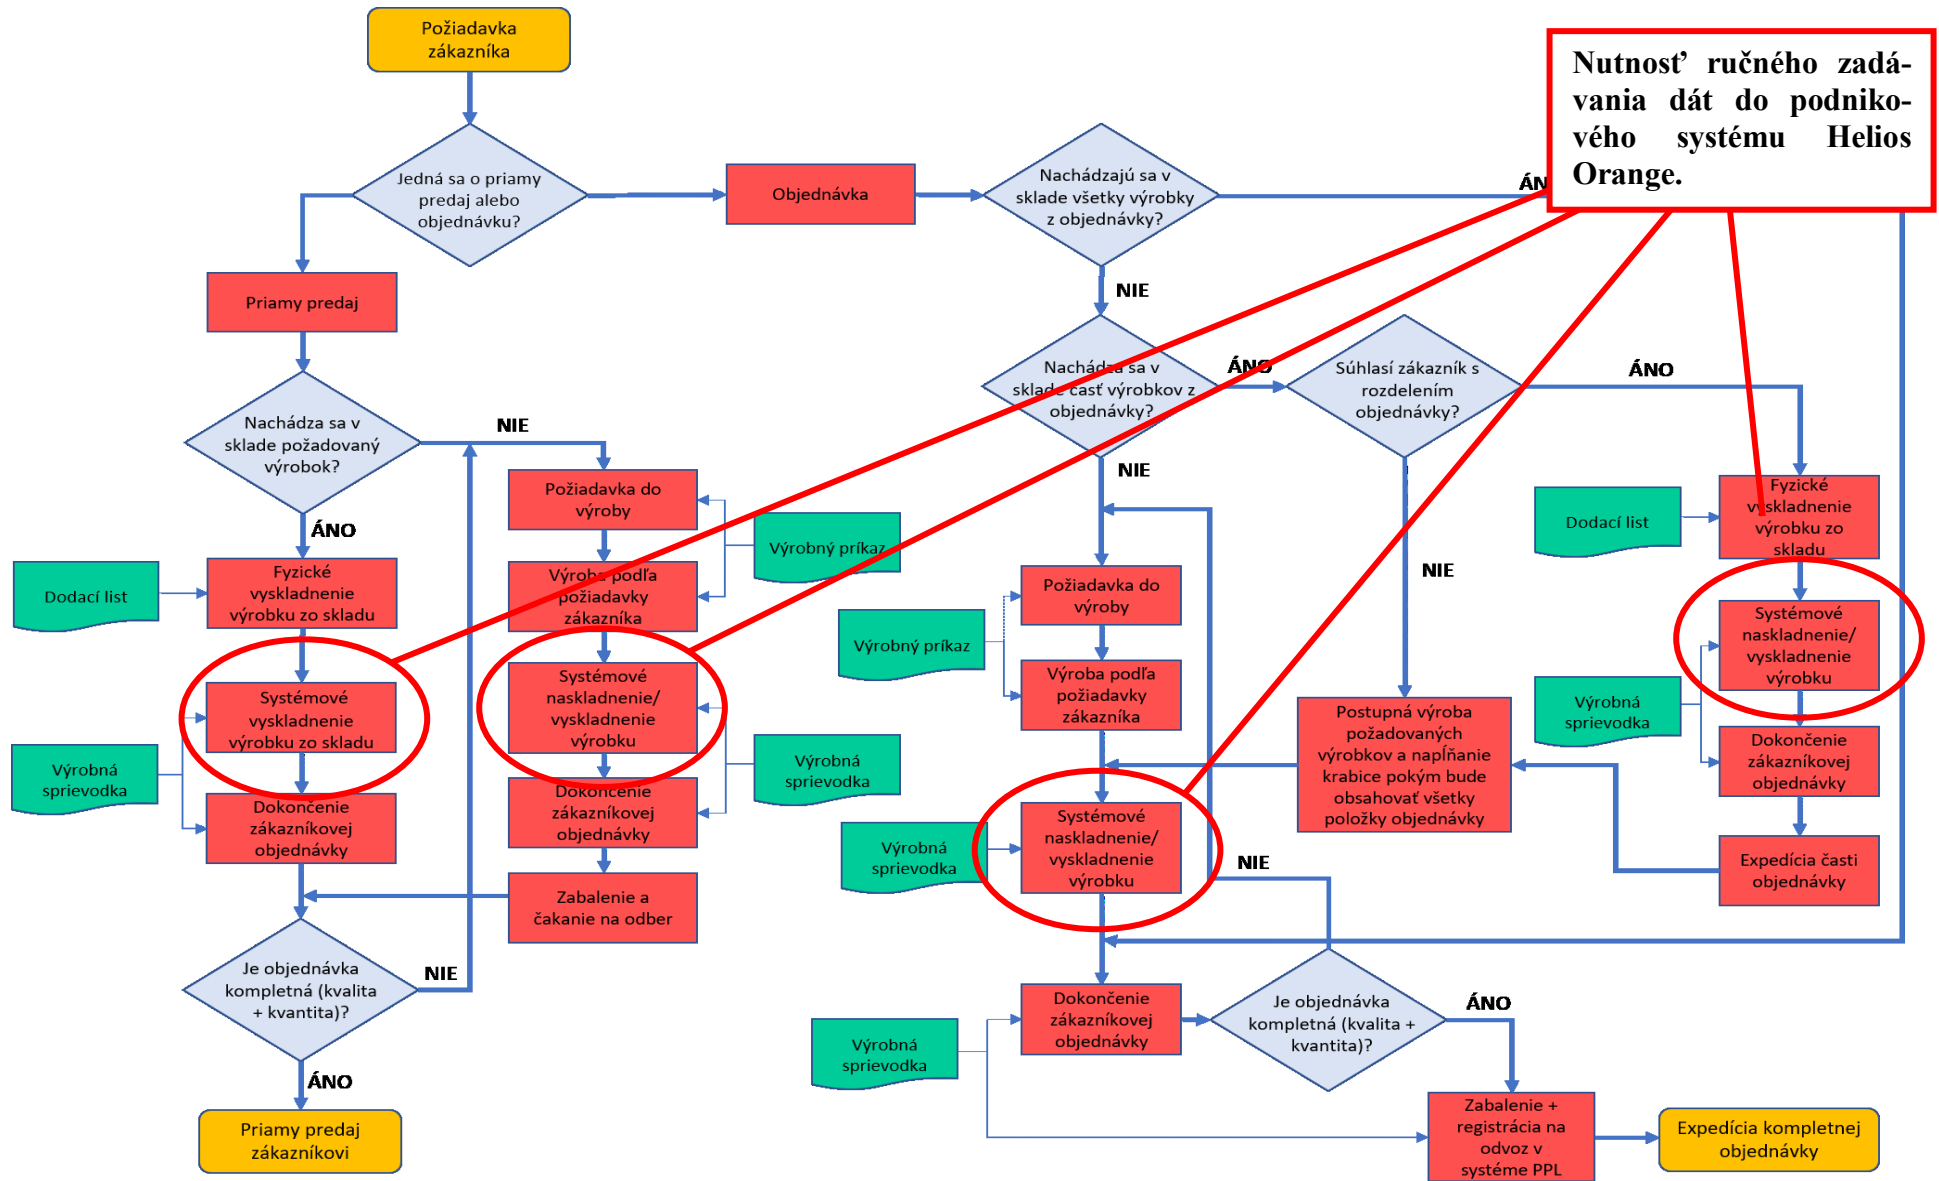 Požiadavka
zákazníka
Nutnosť ručného zadá-
vania dát do podniko-
vého systému Helios
Orange.
Jedná sa o priamy
predaj alebo
objednávku?
Objednávka
Nachádzajú sa v
sklade všetky výrobky
z objednávky?
NIE
Priamy predaj
Nachádza sa v
sklade požadovaný
výrobok?
NIE
ÁNO
Nachádza sa v
sklade časť výrobkov z
objednávky?
ÁNO
NIE
Súhlasí zákazník s
rozdelením
objednávky?
ÁNO
NIE
Požiadavka do
výroby
Výrobný príkaz
Výroba podľa
požiadavky
zákazníka
Dodací list
Fyzické
vyskladnenie
výrobku zo skladu
Systémové
vyskladnenie
výrobku zo skladu
Výrobná
sprievodka
Dokončenie
zákazníkovej
objednávky
Systémové
naskladnenie/
vyskladnenie
výrobku
Výrobná
sprievodka
Dokončenie
zákazníkovej
objednávky
Zabalenie a
čakanie na odber
Je objednávka
kompletná (kvalita
+ kvantita)?
NIE
ÁNO
Priamy predaj
zákazníkovi
Požiadavka do
výroby
Výrobný príkaz
Výroba podľa
požiadavky
zákazníka
Systémové
naskladnenie/
vyskladnenie
výrobku
Výrobná
sprievodka
Postupná výroba
požadovaných
výrobkov a napĺňanie
krabice pokým bude
obsahovať všetky
položky objednávky
Dodací list
Fyzické
vyskladnenie
výrobku zo
skladu
Systémové
naskladnenie/
vyskladnenie
výrobku
Výrobná
sprievodka
Dokončenie
zákazníkovej
objednávky
Expedícia časti
objednávky
NIE
Dokončenie
zákazníkovej
objednávky
Výrobná
sprievodka
Je objednávka
kompletná (kvalita +
kvantita)?
ÁNO
Zabalenie +
registrácia na
odvoz v
systéme PPL
Expedícia kompletnej
objednávky